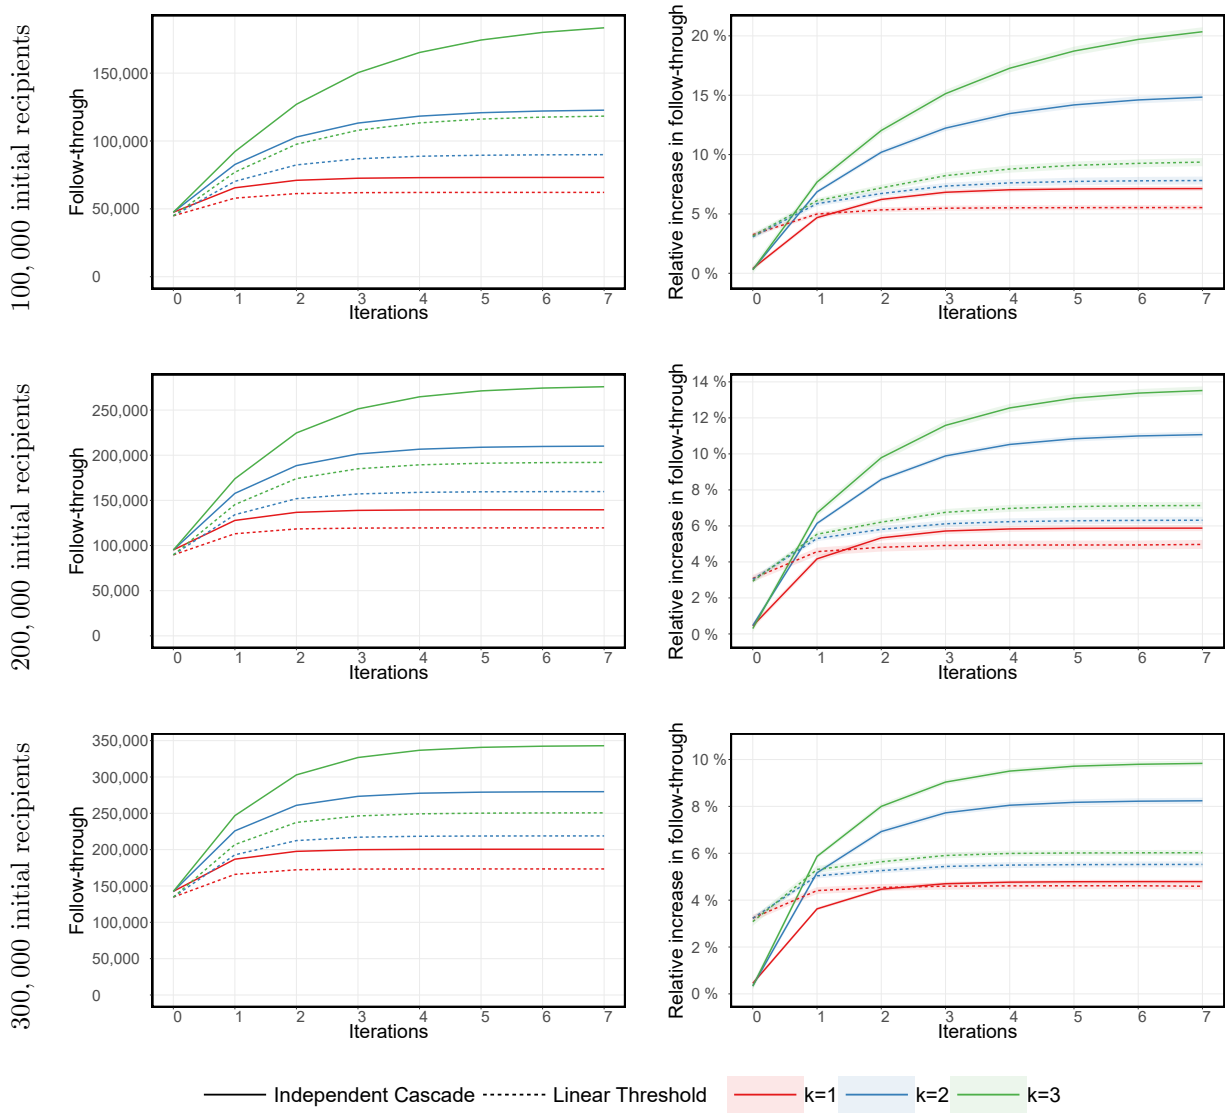 100,000 initial recipients
Follow-through
150,000
100,000
50,000
0
0 1 2 3 4 5 6 7
Iterations
Relative increase in follow-through
20 %
15 %
10 %
5 %
0 %
0 1 2 3 4 5 6 7
Iterations
200,000 initial recipients
Follow-through
250,000
200,000
150,000
100,000
50,000
0
0 1 2 3 4 5 6 7
Iterations
Relative increase in follow-through
14 %
12 %
10 %
8 %
6 %
4 %
2 %
0 %
0 1 2 3 4 5 6 7
Iterations
300,000 initial recipients
Follow-through
350,000
300,000
250,000
200,000
150,000
100,000
50,000
0
0 1 2 3 4 5 6 7
Iterations
Relative increase in follow-through
10 %
8 %
6 %
4 %
2 %
0 %
0 1 2 3 4 5 6 7
Iterations
Independent Cascade Linear Threshold k=1 k=2 k=3